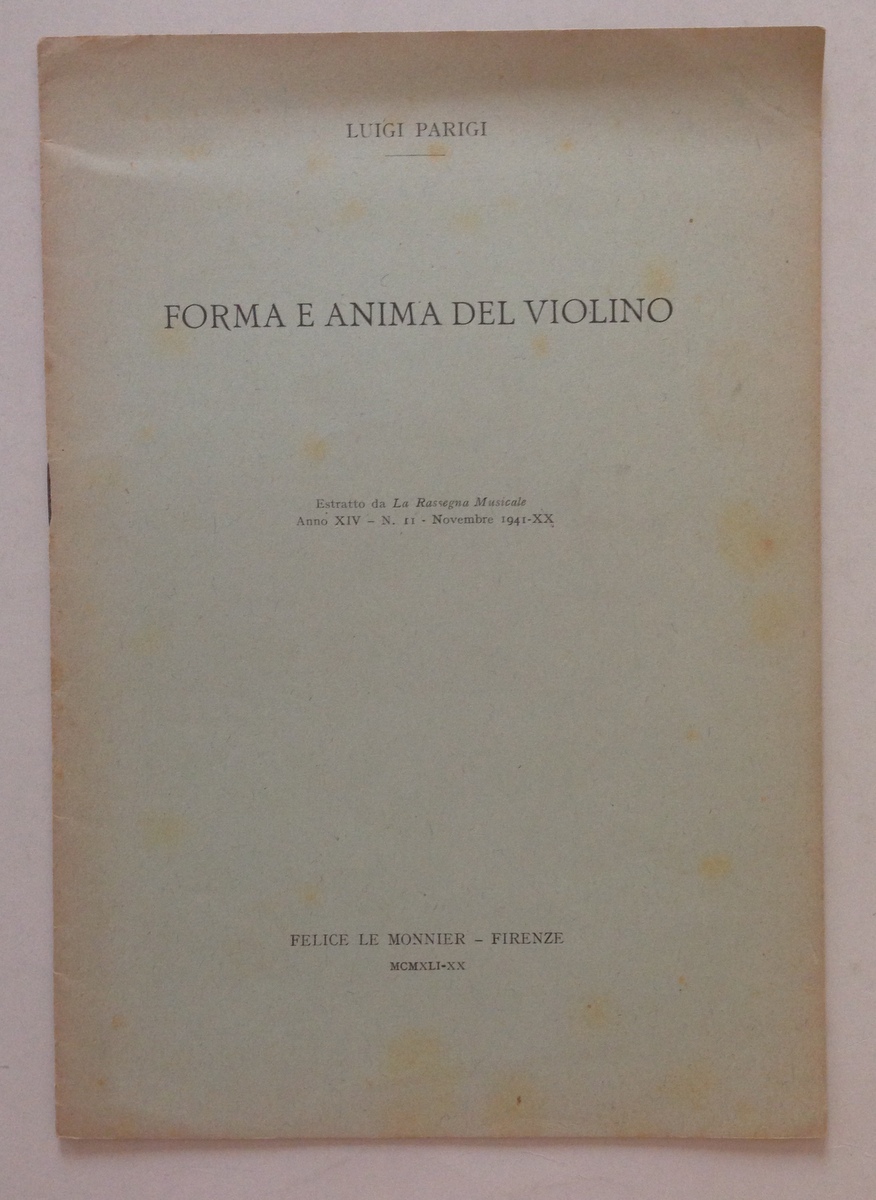 LUIGI PARIGI
FORMA E ANIMA DEL VIOLINO
Estratto da La Rassegna Musicale
Anno XIV – N. 11 - Novembre 1941-XX
FELICE LE MONNIER – FIRENZE
MCMXLI-XX